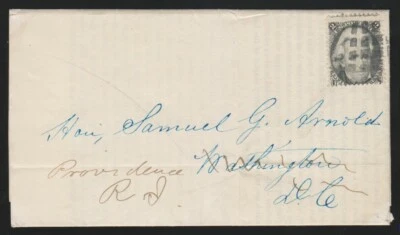 Hon, Samuel G. Arnold
Providence Washington
R I D. C